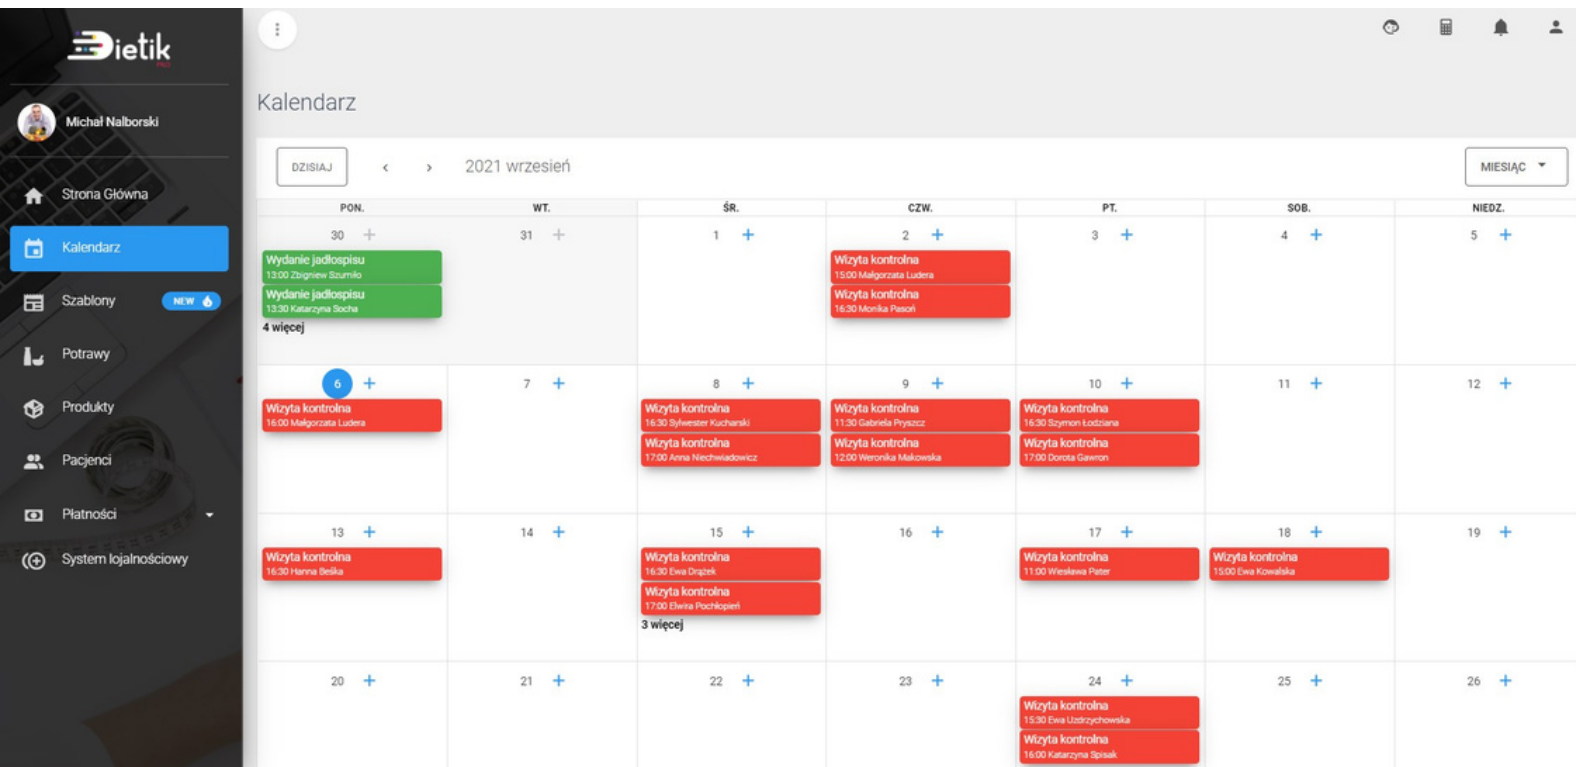 Dietik
PRO
Michał Nalborski
Strona Główna
Kalendarz
Szablony NEW
Potrawy
Produkty
Pacjenci
Płatności
System lojalnościowy
Kalendarz
DZISIAJ < > 2021 wrzesień MIESIĄC
PON. WT. ŚR. CZW. PT. SOB. NIEDZ.
30 + 31 + 1 + 2 + 3 + 4 + 5 +
Wydanie jadłospisu
13:00 Zbigniew Szumiło
Wydanie jadłospisu
13:30 Katarzyna Socha
4 więcej
Wizyta kontrolna
15:00 Małgorzata Ludera
Wizyta kontrolna
16:30 Monika Pasoń
6 + 7 + 8 + 9 + 10 + 11 + 12 +
Wizyta kontrolna
16:00 Małgorzata Ludera
Wizyta kontrolna
16:30 Sylwester Kucharski
Wizyta kontrolna
17:00 Anna Niechwiadowicz
Wizyta kontrolna
11:30 Gabriela Pryszcz
Wizyta kontrolna
12:00 Weronika Makowska
Wizyta kontrolna
16:30 Szymon Łodziana
Wizyta kontrolna
17:00 Dorota Gawron
13 + 14 + 15 + 16 + 17 + 18 + 19 +
Wizyta kontrolna
16:30 Hanna Beśka
Wizyta kontrolna
16:30 Ewa Drążek
Wizyta kontrolna
17:00 Elwira Pochłopień
3 więcej
Wizyta kontrolna
11:00 Wiesława Pater
Wizyta kontrolna
15:00 Ewa Kowalska
20 + 21 + 22 + 23 + 24 + 25 + 26 +
Wizyta kontrolna
15:30 Ewa Uzdrzychowska
Wizyta kontrolna
16:00 Katarzyna Spisak